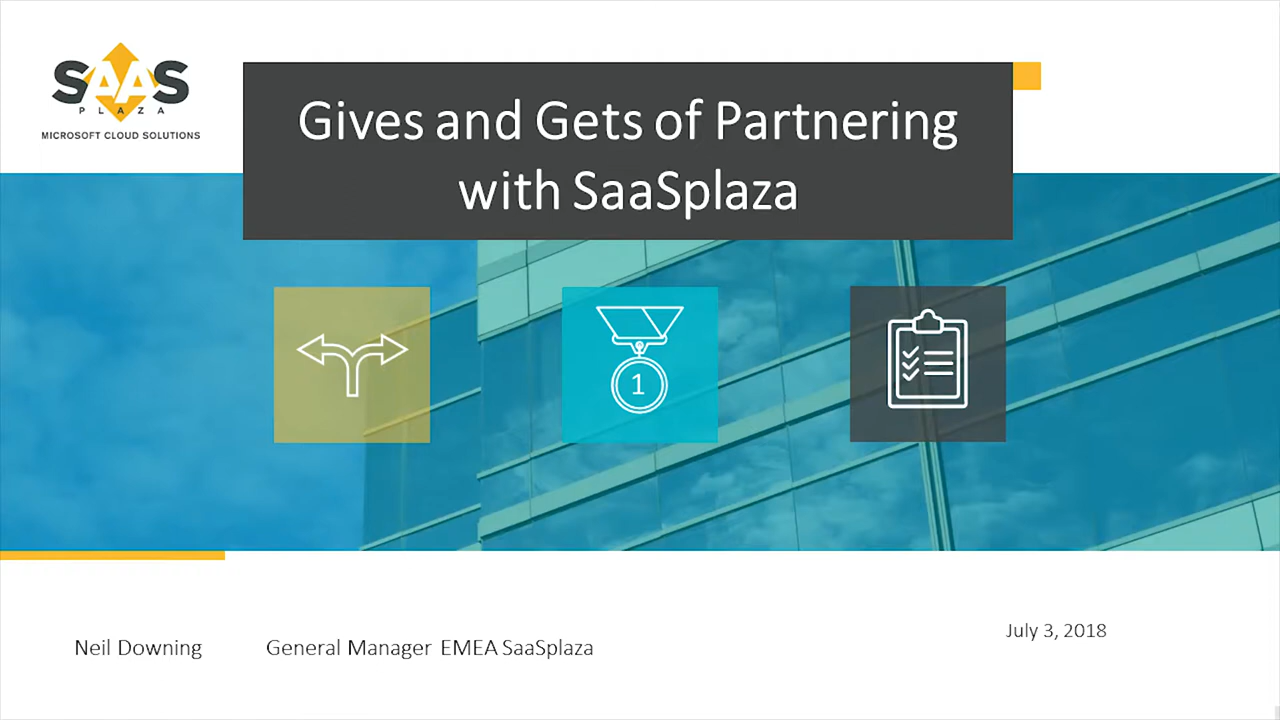 SAAS
PLAZA
MICROSOFT CLOUD SOLUTIONS
Gives and Gets of Partnering
with SaaSplaza
1
Neil Downing General Manager EMEA SaaSplaza
July 3, 2018